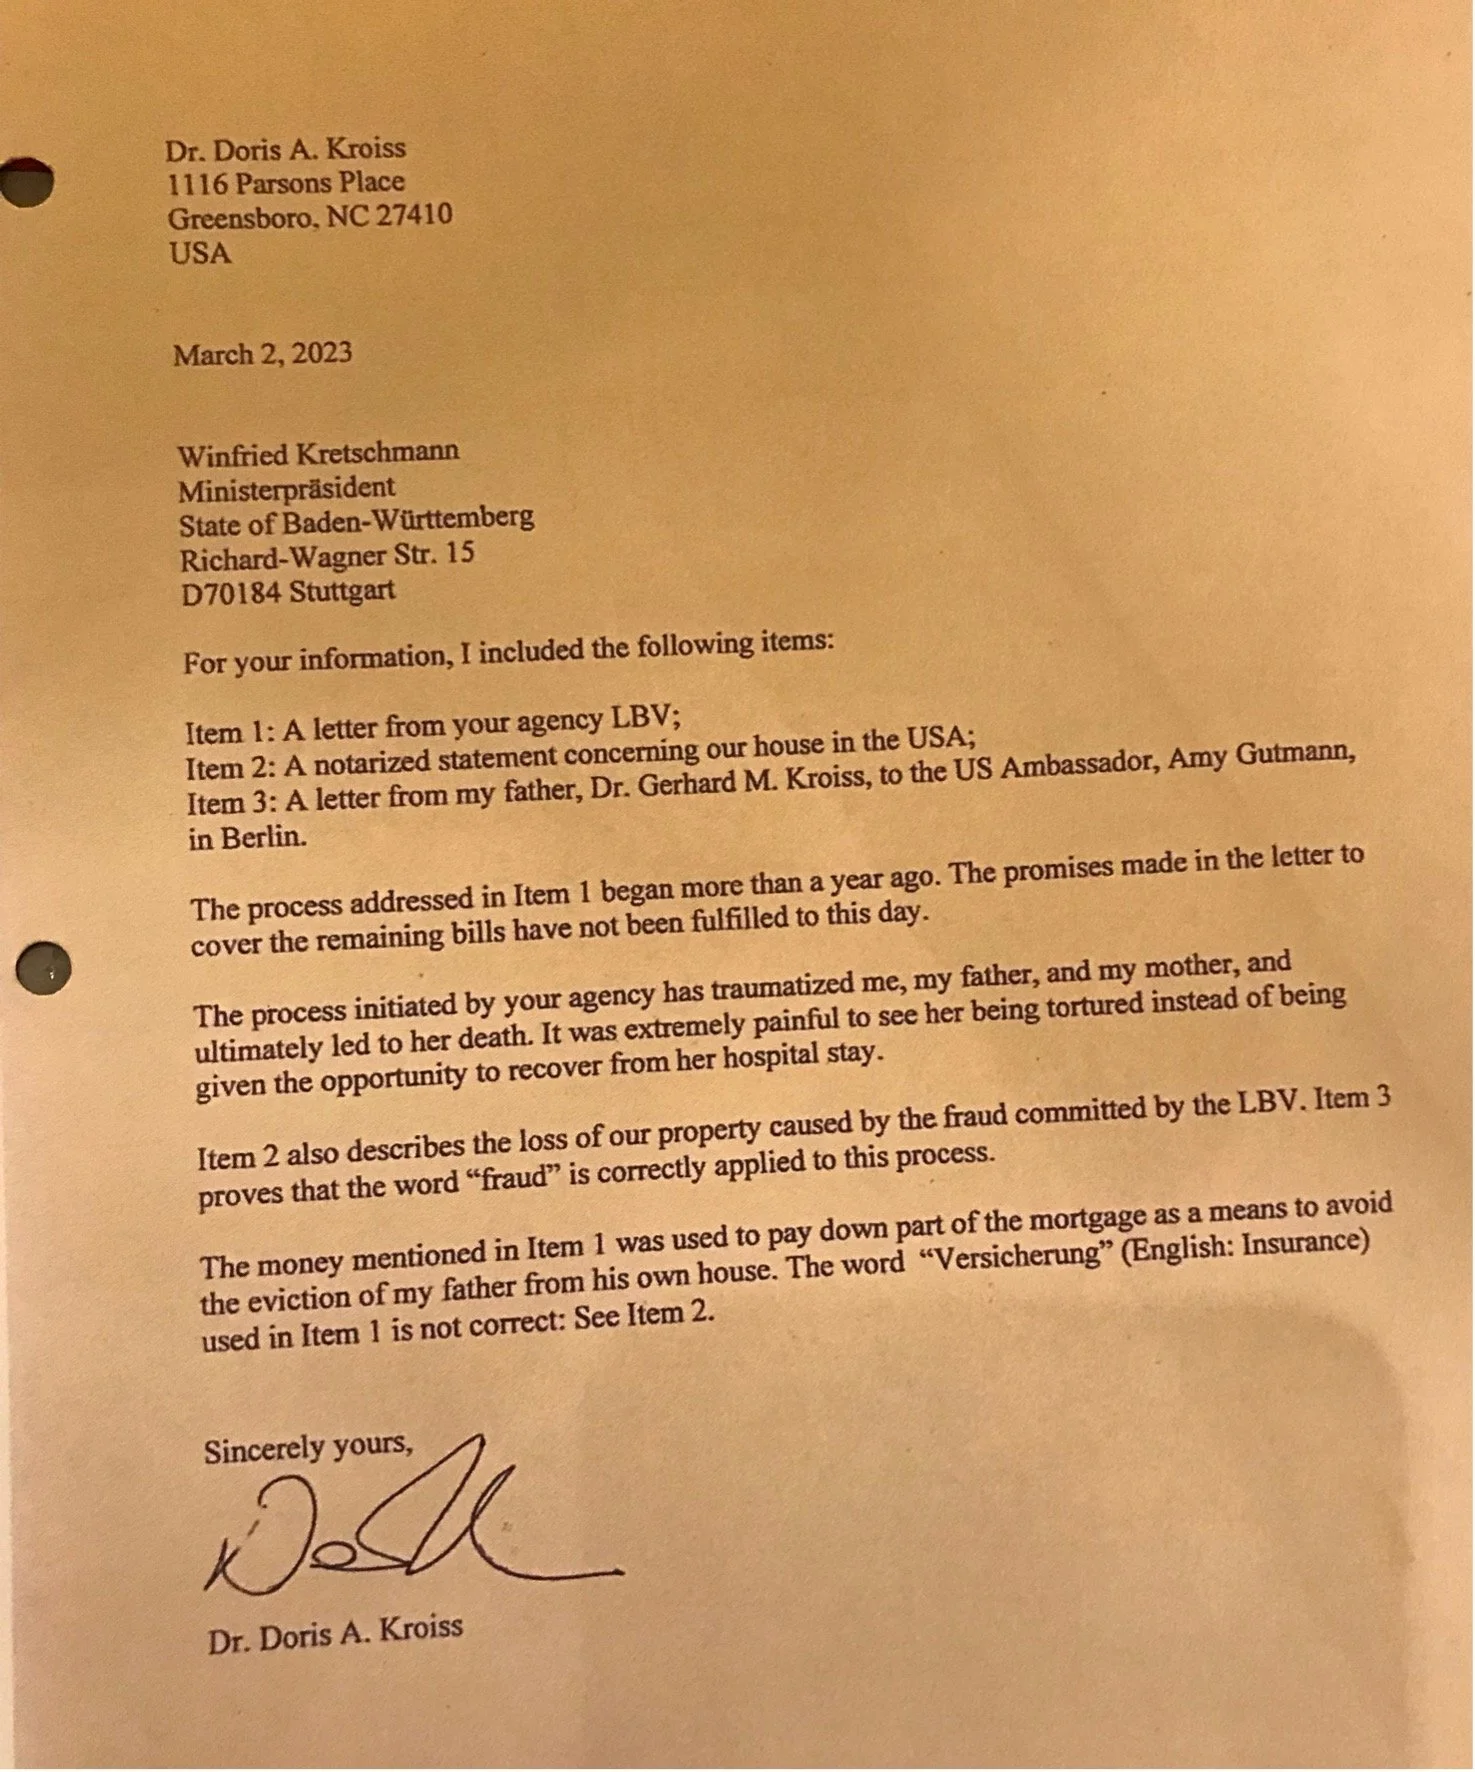 Dr. Doris A. Kroiss
1116 Parsons Place
Greensboro, NC 27410
USA
March 2, 2023
Winfried Kretschmann
Ministerpräsident
State of Baden-Württemberg
Richard-Wagner Str. 15
D70184 Stuttgart
For your information, I included the following items:
Item 1: A letter from your agency LBV;
Item 2: A notarized statement concerning our house in the USA;
Item 3: A letter from my father, Dr. Gerhard M. Kroiss, to the US Ambassador, Amy Gutmann,
in Berlin.
The process addressed in Item 1 began more than a year ago. The promises made in the letter to
cover the remaining bills have not been fulfilled to this day.
The process initiated by your agency has traumatized me, my father, and my mother, and
ultimately led to her death. It was extremely painful to see her being tortured instead of being
given the opportunity to recover from her hospital stay.
Item 2 also describes the loss of our property caused by the fraud committed by the LBV. Item 3
proves that the word “fraud” is correctly applied to this process.
The money mentioned in Item 1 was used to pay down part of the mortgage as a means to avoid
the eviction of my father from his own house. The word “Versicherung” (English: Insurance)
used in Item 1 is not correct: See Item 2.
Sincerely yours,
Dr. Doris A. Kroiss